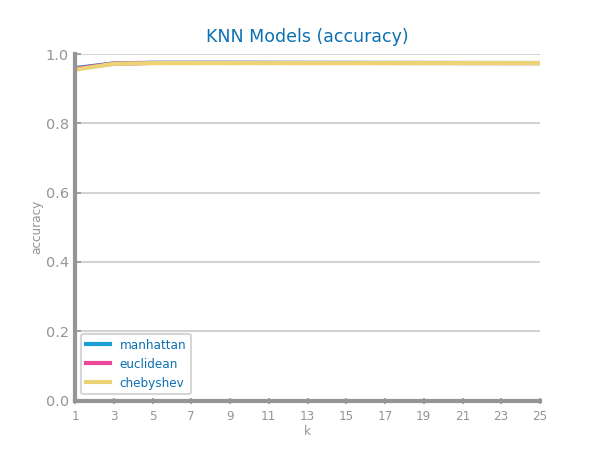 KNN Models (accuracy)
1.0
0.8
0.6
0.4
0.2
0.0
accuracy
manhattan
euclidean
chebyshev
1 3 5 7 9 11 13 15 17 19 21 23 25
k